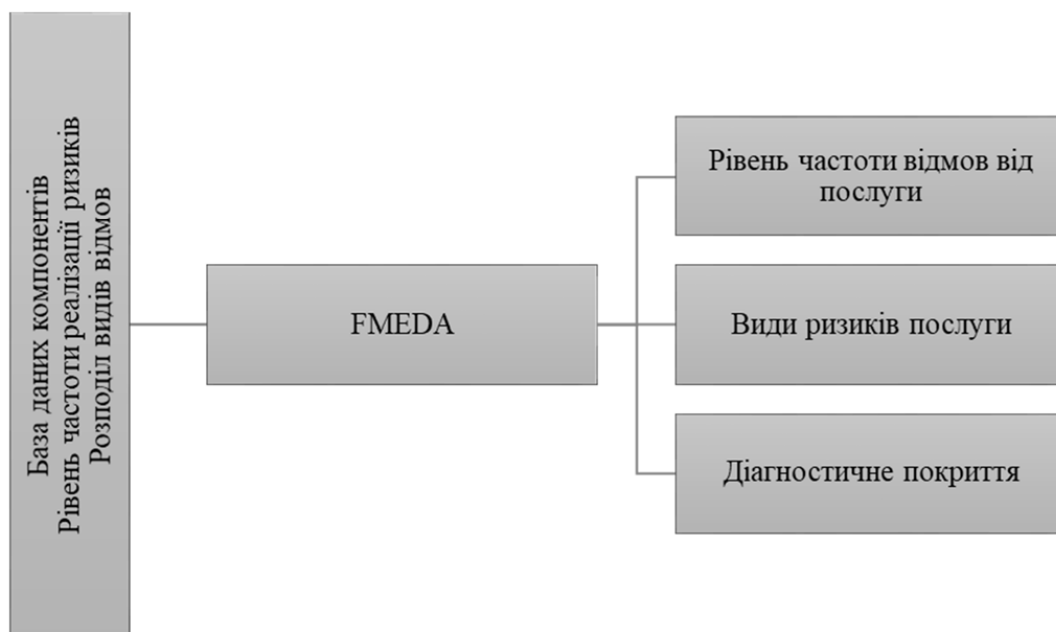 База даних компонентів
Рівень частоти реалізації ризиків
Розподіл видів відмов
FMEDA
Рівень частоти відмов від
послуги
Види ризиків послуги
Діагностичне покриття